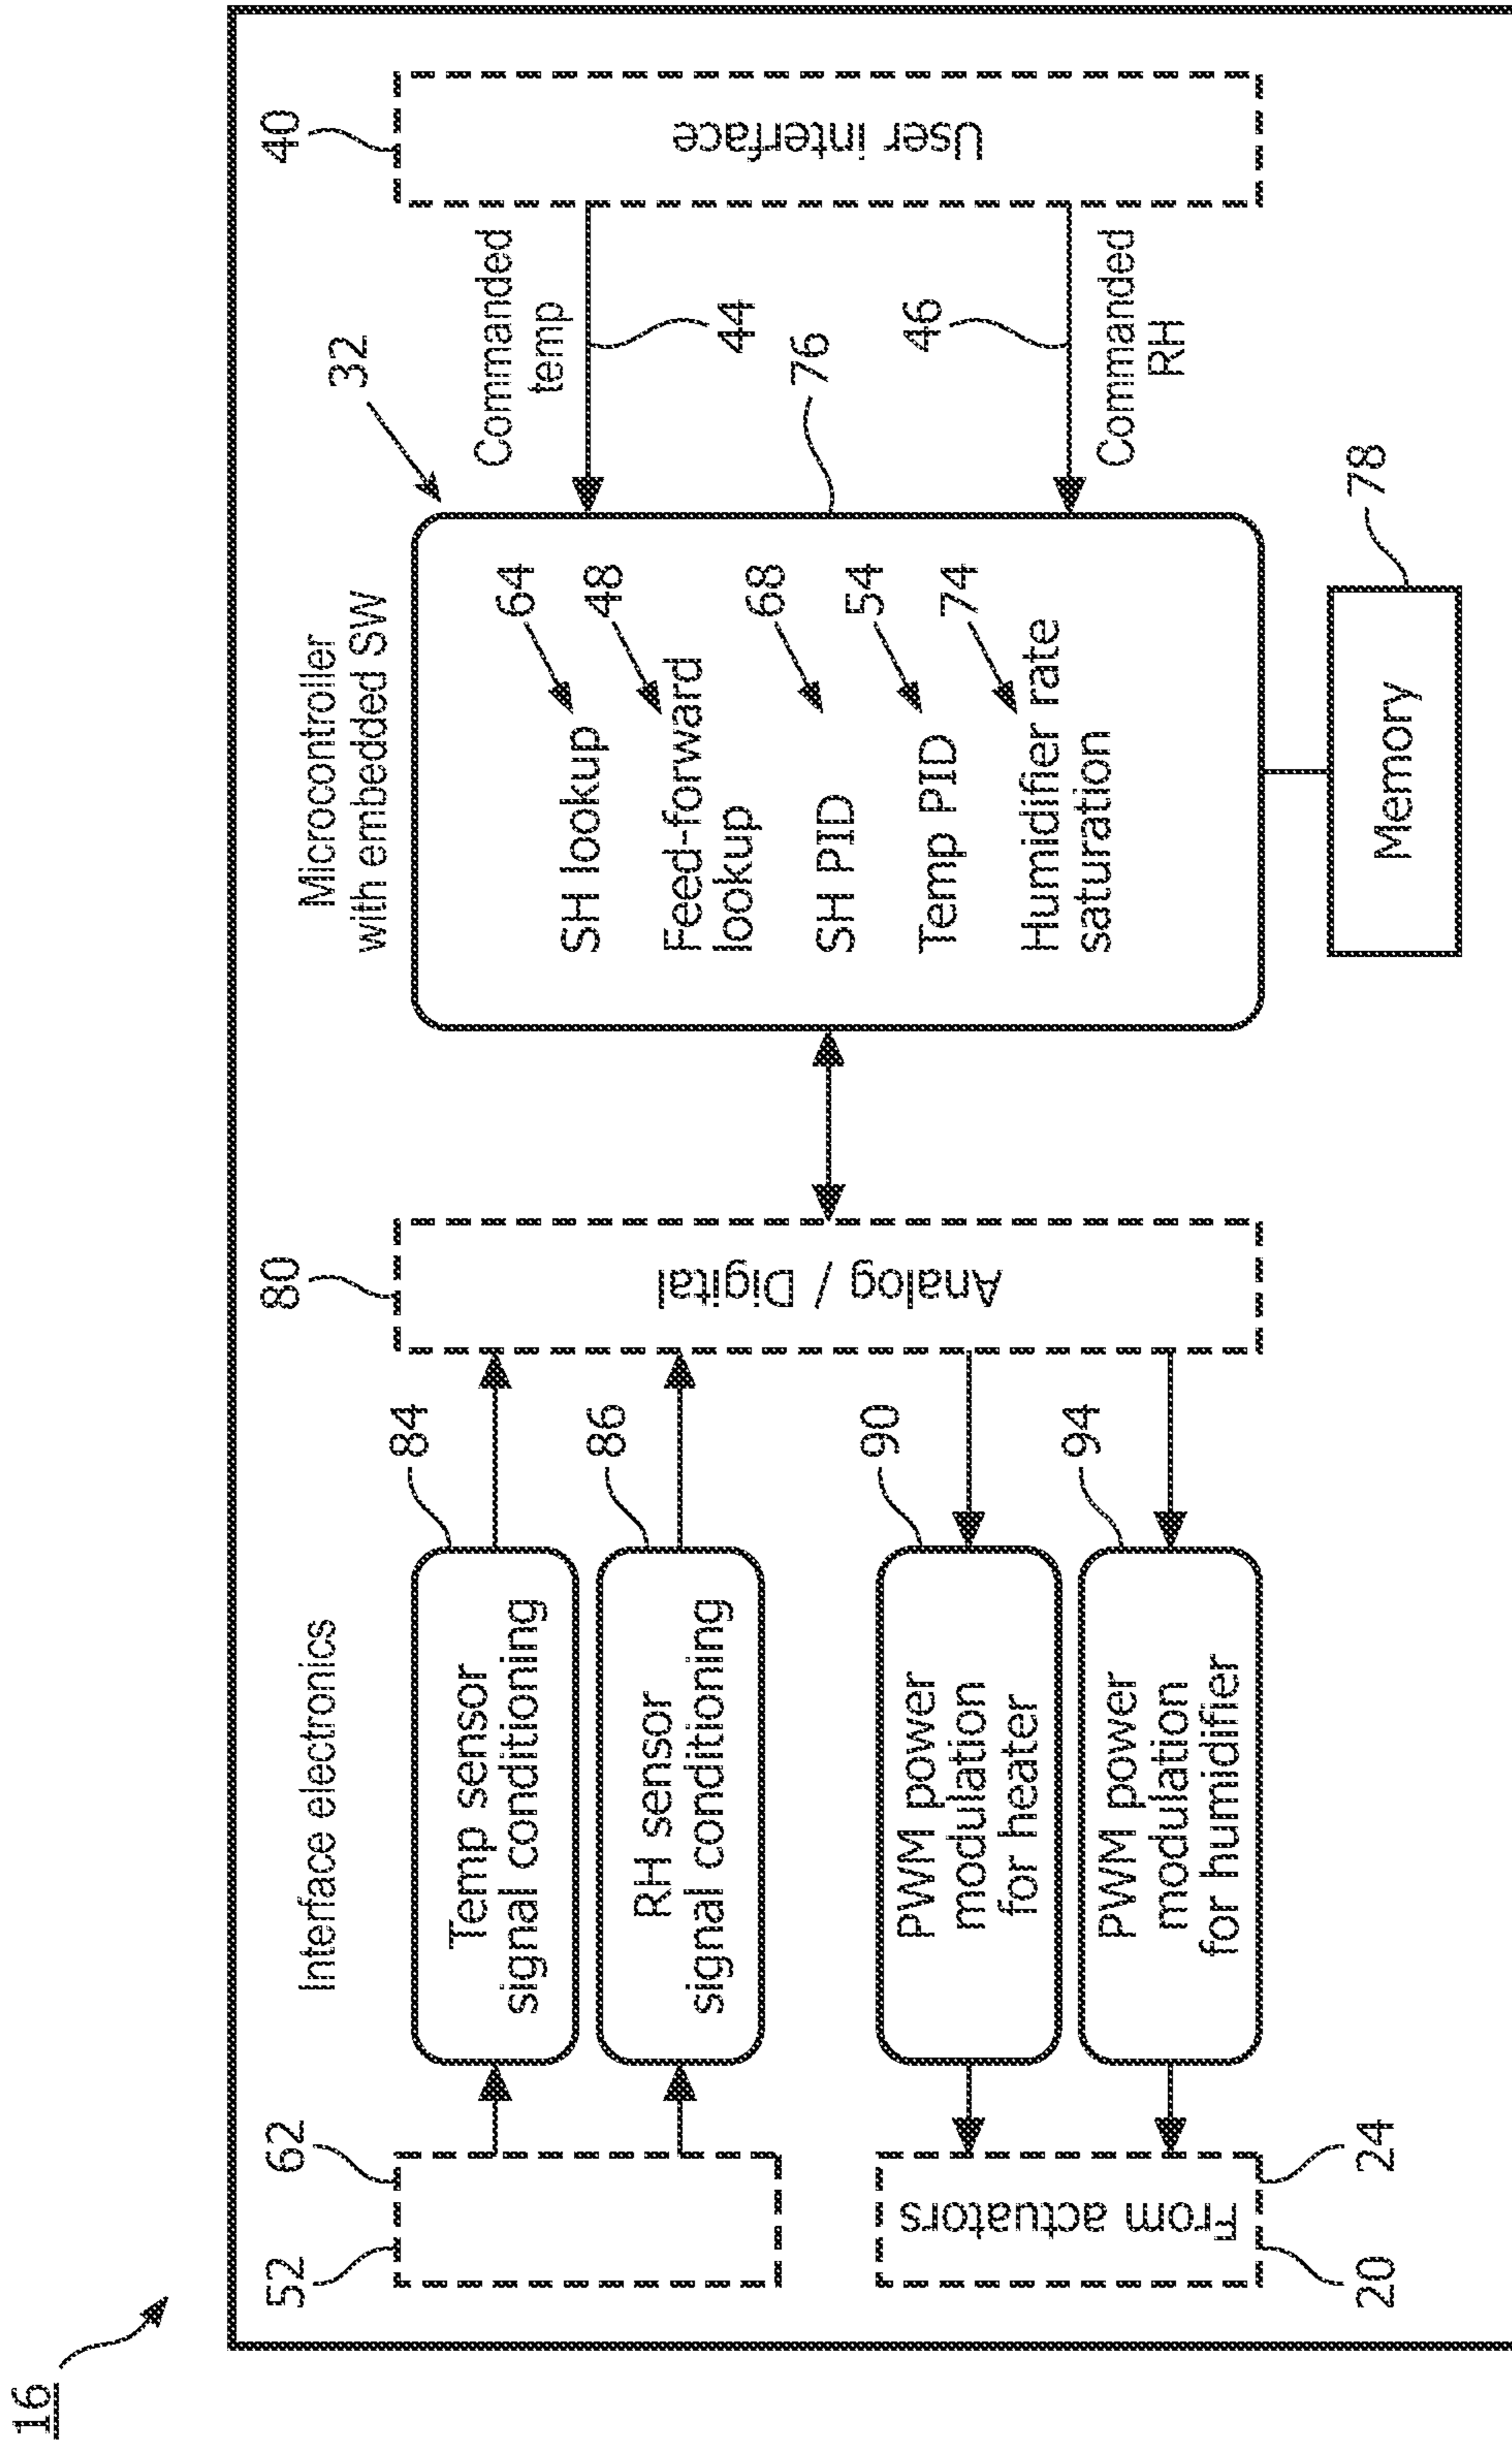 16
Interface electronics
Microcontroller
with embedded SW
32
52
62
84
80
40
Temp sensor
signal conditioning
86
RH sensor
signal conditioning
Analog / Digital
SH lookup
64
Feed-forward
lookup
48
SH PID
68
Temp PID
54
Humidifier rate
saturation
74
Commanded
temp
44
76
46
Commanded
RH
User interface
From actuators
PWM power
modulation
for heater
90
PWM power
modulation
for humidifier
94
20
24
Memory
78